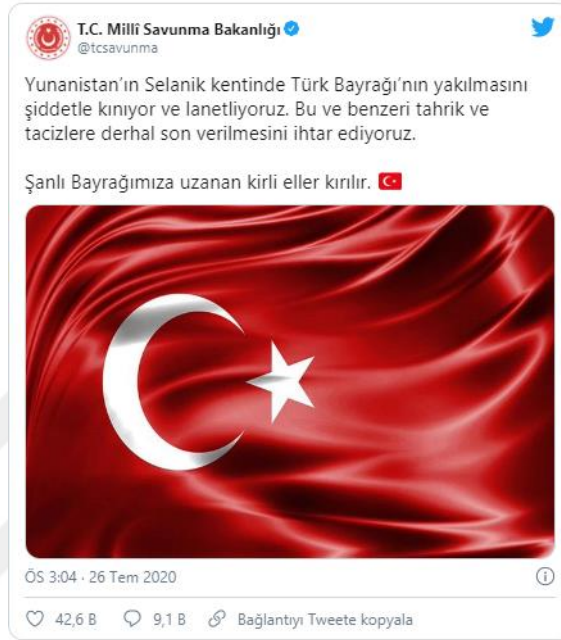 T.C. Millî Savunma Bakanlığı
@tcsavunma
Yunanistan'ın Selanik kentinde Türk Bayrağı'nın yakılmasını
şiddetle kınıyor ve lanetliyoruz. Bu ve benzeri tahrik ve
tacizlere derhal son verilmesini ihtar ediyoruz.
Şanlı Bayrağımıza uzanan kirli eller kırılır. 🇹🇷
ÖS 3:04 · 26 Tem 2020
42,6 B 9,1 B Bağlantıyı Tweete kopyala